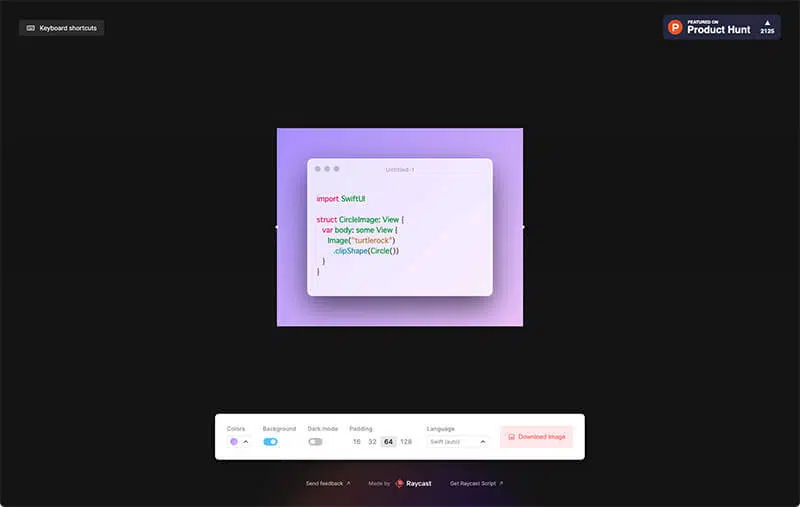 Keyboard shortcuts
FEATURED ON
Product Hunt
2125
Untitled-1
import SwiftUI
struct CircleImage: View {
var body: some View {
Image("turtlerock")
.clipShape(Circle())
}
}
Colors
Background
Dark mode
Padding
Language
16 32 64 128
Swift (auto)
Download Image
Send feedback
Made by Raycast
Get Raycast Script